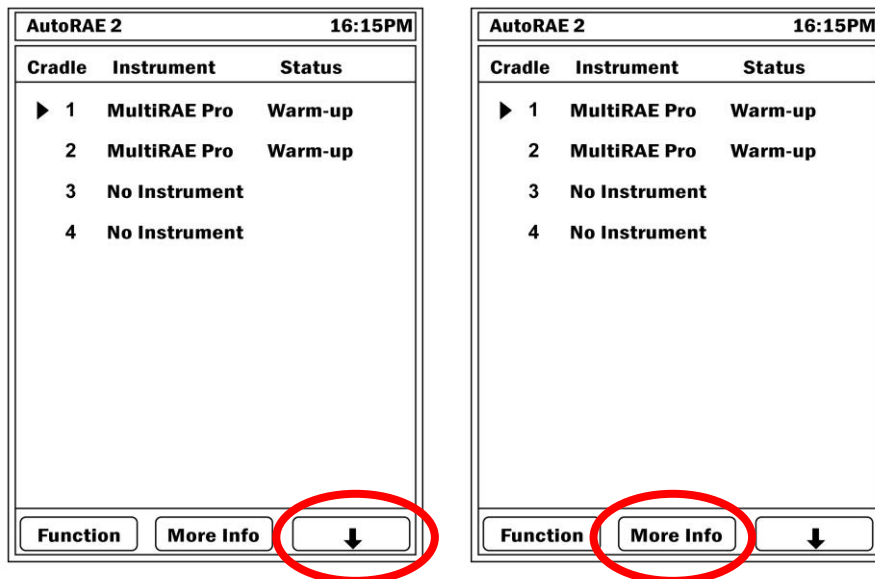 AutoRAE 2 16:15PM
Cradle Instrument Status
1 MultiRAE Pro Warm-up
2 MultiRAE Pro Warm-up
3 No Instrument
4 No Instrument
Function More Info
AutoRAE 2 16:15PM
Cradle Instrument Status
1 MultiRAE Pro Warm-up
2 MultiRAE Pro Warm-up
3 No Instrument
4 No Instrument
Function More Info